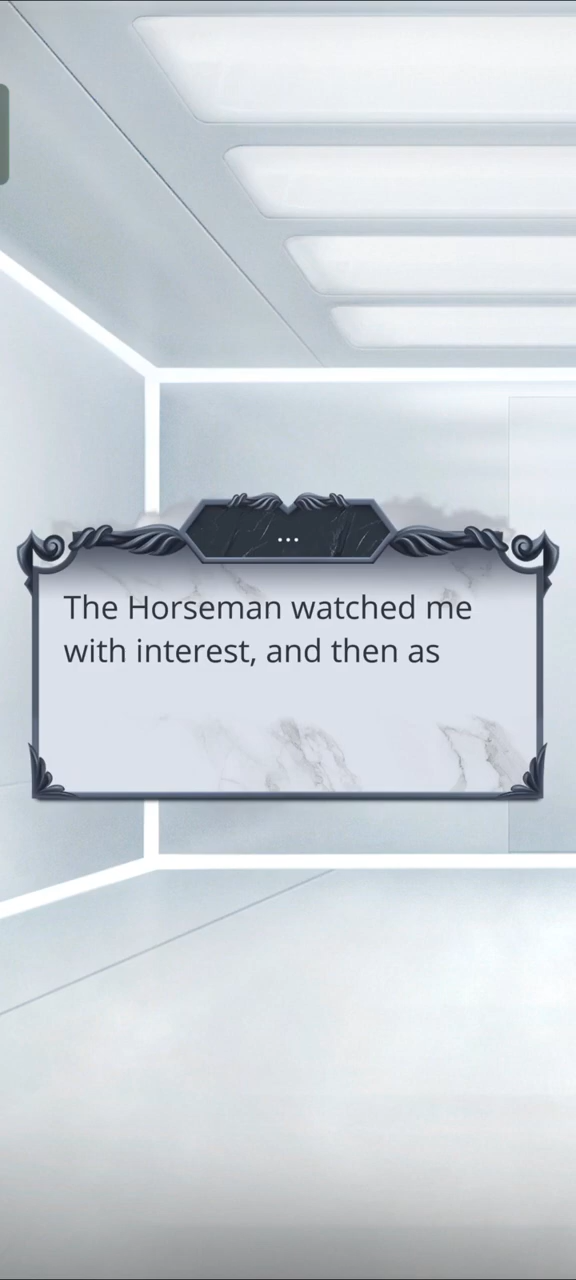 ...
The Horseman watched me
with interest, and then as